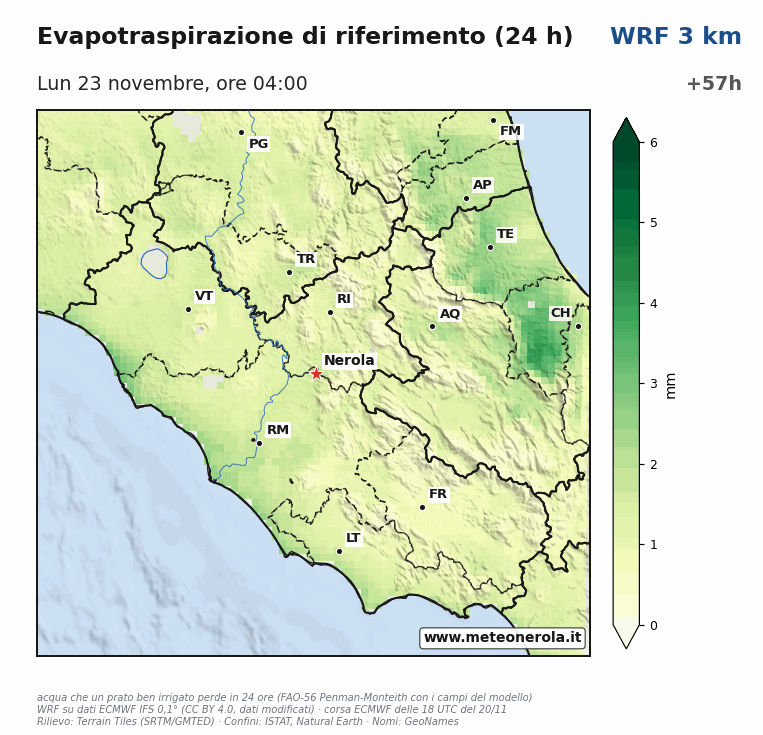 Evapotraspirazione di riferimento (24 h)
WRF 3 km
Lun 23 novembre, ore 04:00
+57h
FM
PG
AP
TE
TR
VT
RI
AQ
CH
Nerola
RM
FR
LT
www.meteonerola.it
6
5
4
3
2
1
0
mm
acqua che un prato ben irrigato perde in 24 ore (FAO-56 Penman-Monteith con i campi del modello)
WRF su dati ECMWF IFS 0,1° (CC BY 4.0, dati modificati) · corsa ECMWF delle 18 UTC del 20/11
Rilievo: Terrain Tiles (SRTM/GMTED) · Confini: ISTAT, Natural Earth · Nomi: GeoNames